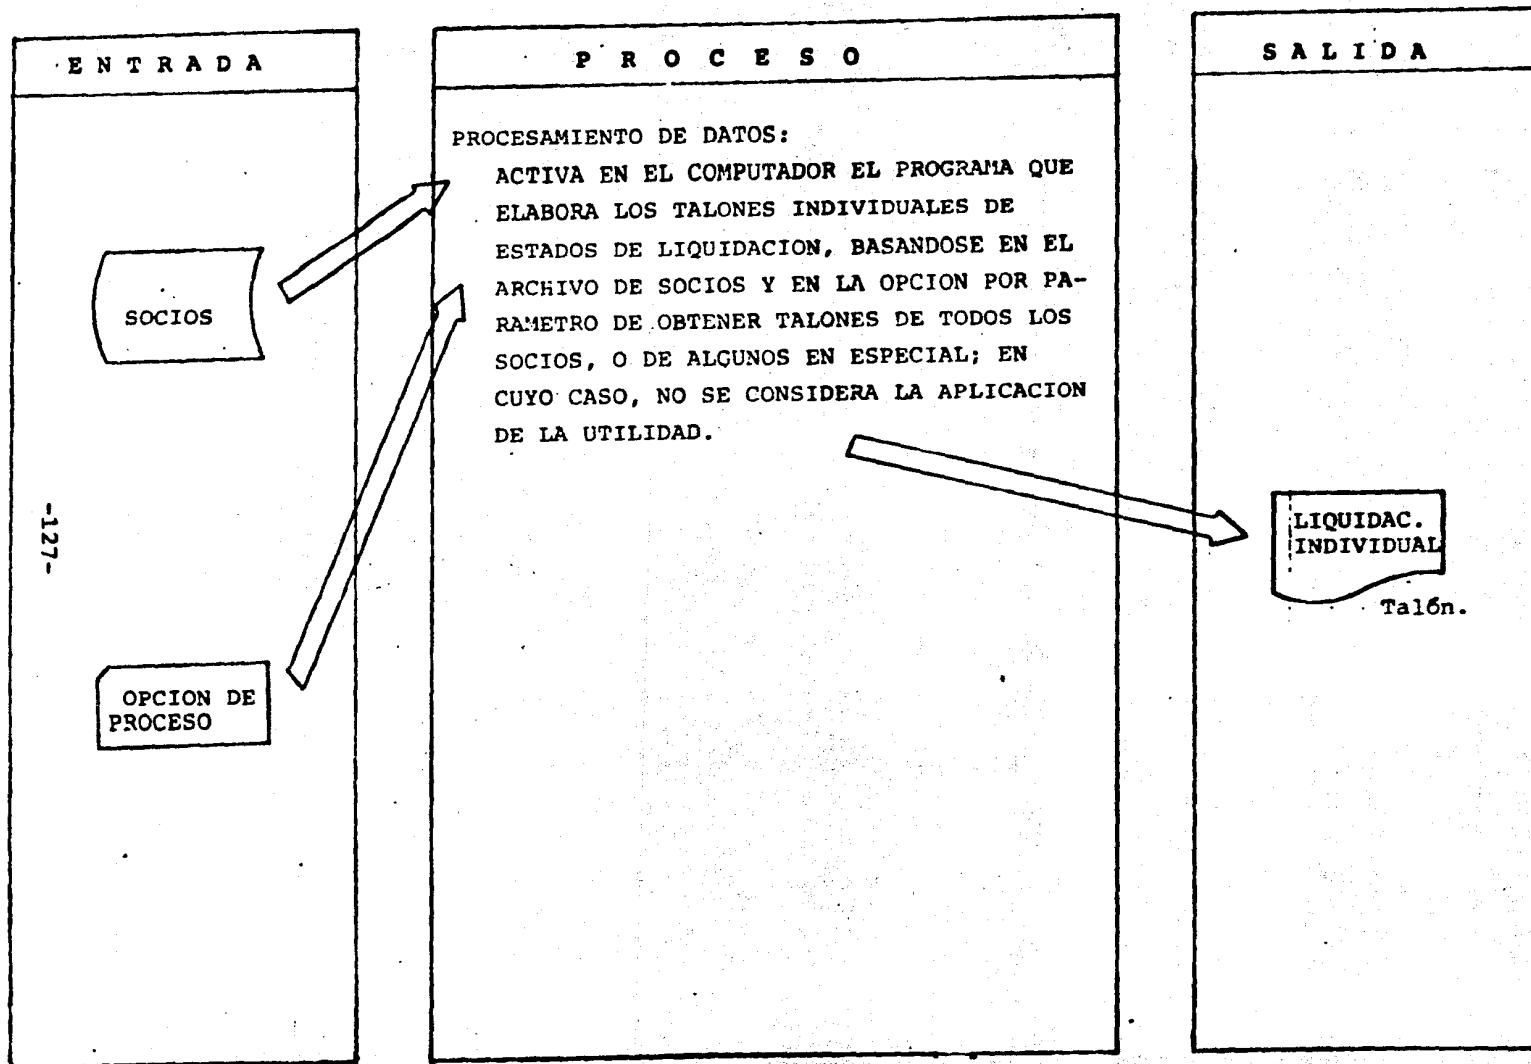 ENTRADA
SOCIOS
OPCION DE
PROCESO
-127-
PROCESO
PROCESAMIENTO DE DATOS:
ACTIVA EN EL COMPUTADOR EL PROGRAMA QUE
ELABORA LOS TALONES INDIVIDUALES DE
ESTADOS DE LIQUIDACION, BASANDOSE EN EL
ARCHIVO DE SOCIOS Y EN LA OPCION POR PA-
RAMETRO DE OBTENER TALONES DE TODOS LOS
SOCIOS, O DE ALGUNOS EN ESPECIAL; EN
CUYO CASO, NO SE CONSIDERA LA APLICACION
DE LA UTILIDAD.
SALIDA
LIQUIDAC.
INDIVIDUAL
Talón.